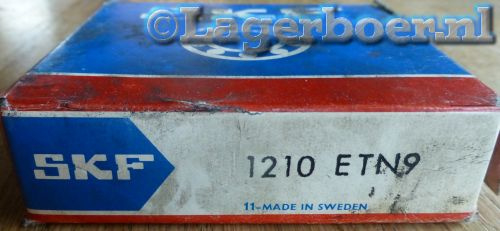 ©Lagerboer.nl
SKF
1210 ETN9
11-MADE IN SWEDEN